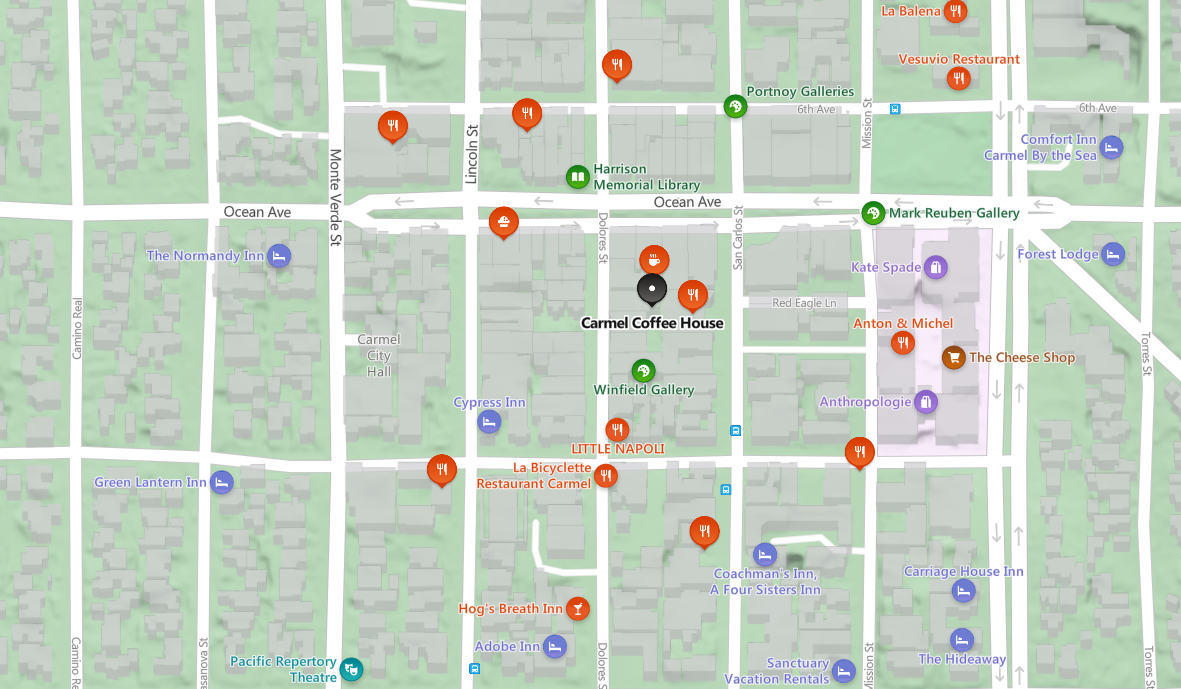 La Balena
Vesuvio Restaurant
Portnoy Galleries
6th Ave
6th Ave
Mission St
Comfort Inn
Carmel By the Sea
Lincoln St
Monte Verde St
Harrison
Memorial Library
Ocean Ave
Ocean Ave
Mark Reuben Gallery
Dolores St
San Carlos St
The Normandy Inn
Forest Lodge
Kate Spade
Red Eagle Ln
Camino Real
Carmel Coffee House
Anton & Michel
Carmel
City
Hall
The Cheese Shop
Torres St
Winfield Gallery
Cypress Inn
Anthropologie
LITTLE NAPOLI
La Bicyclette
Restaurant Carmel
Green Lantern Inn
Coachman's Inn,
A Four Sisters Inn
Carriage House Inn
Hog's Breath Inn
Adobe Inn
Camino Re
asanova St
Dolores S
Mission St
Torres St
The Hideaway
Pacific Repertory
Theatre
Sanctuary
Vacation Rentals